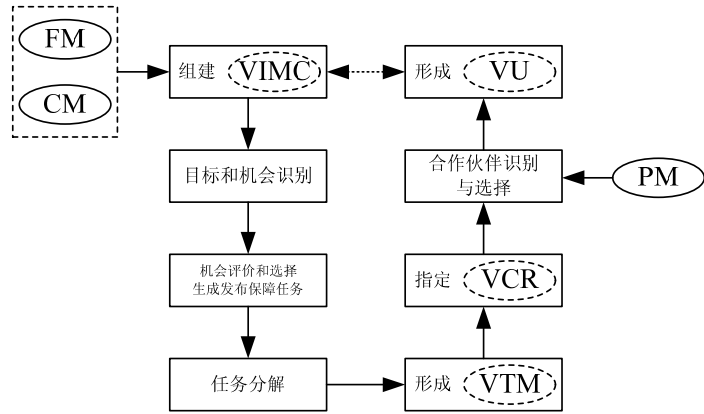 FM
CM
组建 VIMC
目标和机会识别
机会评价和选择
生成发布保障任务
任务分解
形成 VTM
指定 VCR
合作伙伴识别
与选择
PM
形成 VU